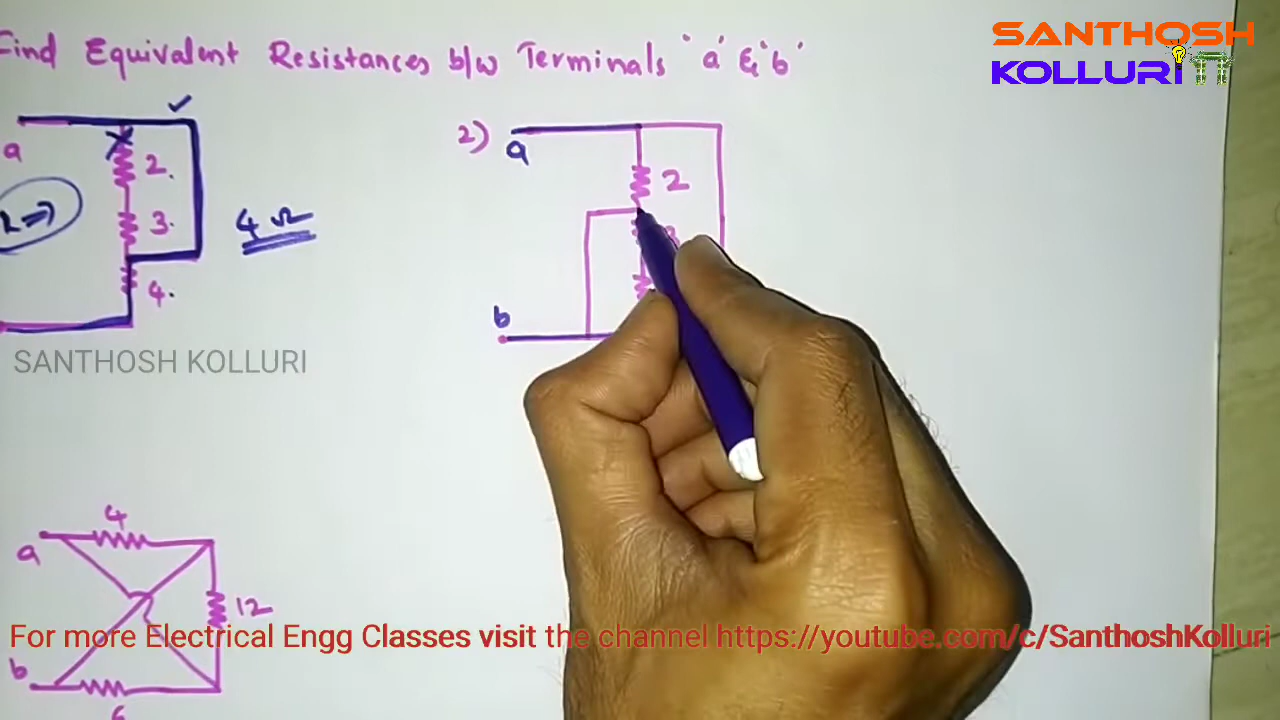 Find Equivalent Resistances b/w Terminals 'a' & 'b'
SANTHOSH
KOLLURI
a
2.
3.
4.
4 Ω
2)
a
2
b
SANTHOSH KOLLURI
4
a
12
b
6
For more Electrical Engg Classes visit the channel https://youtube.com/c/SanthoshKolluri